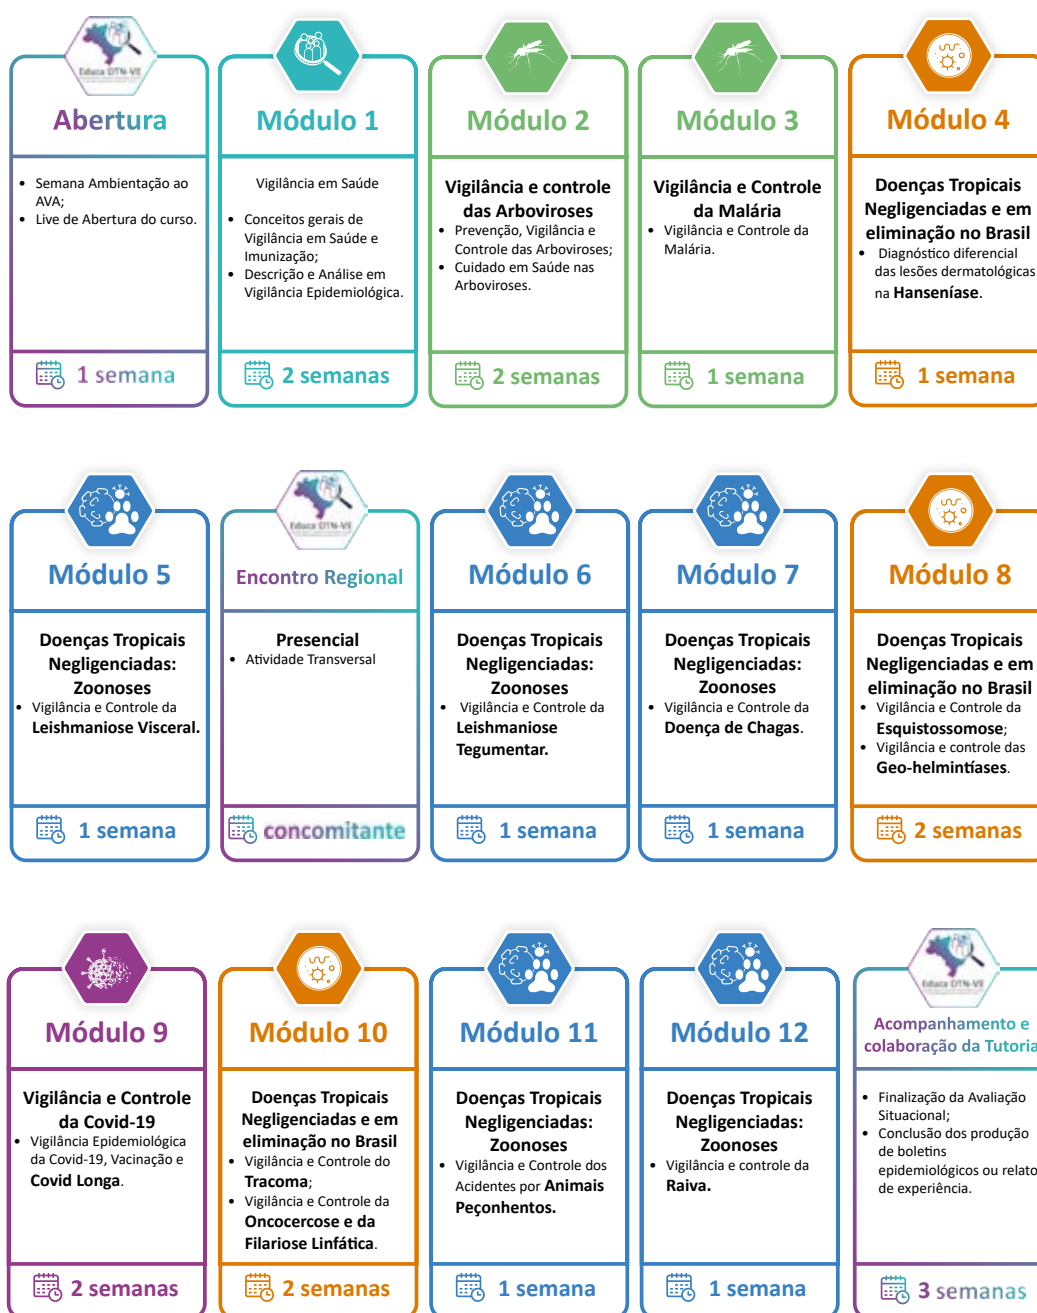 Educa DTN-VE
Abertura
• Semana Ambientação ao
AVA;
• Live de Abertura do curso.
1 semana
Módulo 1
Vigilância em Saúde
• Conceitos gerais de
Vigilância em Saúde e
Imunização;
• Descrição e Análise em
Vigilância Epidemiológica.
2 semanas
Módulo 2
Vigilância e controle
das Arboviroses
• Prevenção, Vigilância e
Controle das Arboviroses;
• Cuidado em Saúde nas
Arboviroses.
2 semanas
Módulo 3
Vigilância e Controle
da Malária
• Vigilância e Controle da
Malária.
1 semana
Módulo 4
Doenças Tropicais
Negligenciadas e em
eliminação no Brasil
• Diagnóstico diferencial
das lesões dermatológicas
na Hanseníase.
1 semana
Módulo 5
Doenças Tropicais
Negligenciadas:
Zoonoses
• Vigilância e Controle da
Leishmaniose Visceral.
1 semana
Educa DTN-VE
Encontro Regional
Presencial
• Atividade Transversal
concomitante
Módulo 6
Doenças Tropicais
Negligenciadas:
Zoonoses
• Vigilância e Controle da
Leishmaniose
Tegumentar.
1 semana
Módulo 7
Doenças Tropicais
Negligenciadas:
Zoonoses
• Vigilância e Controle da
Doença de Chagas.
1 semana
Módulo 8
Doenças Tropicais
Negligenciadas e em
eliminação no Brasil
• Vigilância e Controle da
Esquistossomose;
• Vigilância e controle das
Geo-helmintíases.
2 semanas
Módulo 9
Vigilância e Controle
da Covid-19
• Vigilância Epidemiológica
da Covid-19, Vacinação e
Covid Longa.
2 semanas
Módulo 10
Doenças Tropicais
Negligenciadas e em
eliminação no Brasil
• Vigilância e Controle do
Tracoma;
• Vigilância e Controle da
Oncocercose e da
Filariose Linfática.
2 semanas
Módulo 11
Doenças Tropicais
Negligenciadas:
Zoonoses
• Vigilância e Controle dos
Acidentes por Animais
Peçonhentos.
1 semana
Módulo 12
Doenças Tropicais
Negligenciadas:
Zoonoses
• Vigilância e controle da
Raiva.
1 semana
Educa DTN-VE
Acompanhamento e
colaboração da Tutoria
• Finalização da Avaliação
Situacional;
• Conclusão dos produção
de boletins
epidemiológicos ou relato
de experiência.
3 semanas